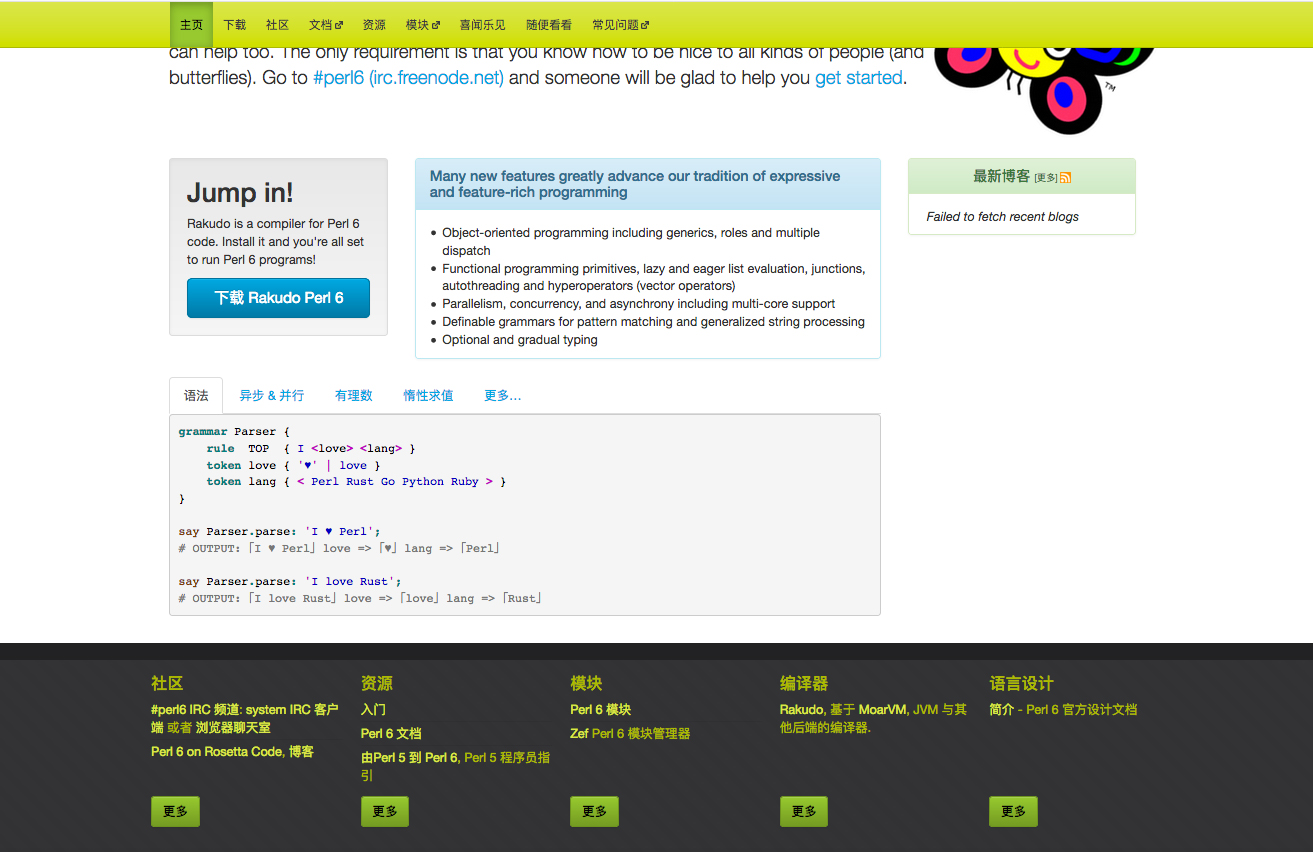 主页 下载 社区 文档 资源 模块 喜闻乐见 随便看看 常见问题
can help too. The only requirement is that you know how to be nice to all kinds of people (and
butterflies). Go to #perl6 (irc.freenode.net) and someone will be glad to help you get started.
TM
Jump in!
Rakudo is a compiler for Perl 6
code. Install it and you're all set
to run Perl 6 programs!
下载 Rakudo Perl 6
Many new features greatly advance our tradition of expressive
and feature-rich programming
Object-oriented programming including generics, roles and multiple
dispatch
Functional programming primitives, lazy and eager list evaluation, junctions,
autothreading and hyperoperators (vector operators)
Parallelism, concurrency, and asynchrony including multi-core support
Definable grammars for pattern matching and generalized string processing
Optional and gradual typing
最新博客 [更多]
Failed to fetch recent blogs
语法 异步 & 并行 有理数 惰性求值 更多...
grammar Parser {
    rule  TOP  { I <love> <lang> }
    token love { '♥' | love }
    token lang { < Perl Rust Go Python Ruby > }
}
say Parser.parse: 'I ♥ Perl';
# OUTPUT: ｢I ♥ Perl｣ love => ｢♥｣ lang => ｢Perl｣
say Parser.parse: 'I love Rust';
# OUTPUT: ｢I love Rust｣ love => ｢love｣ lang => ｢Rust｣
社区
#perl6 IRC 频道: system IRC 客户
端 或者 浏览器聊天室
Perl 6 on Rosetta Code, 博客
更多
资源
入门
Perl 6 文档
由Perl 5 到 Perl 6, Perl 5 程序员指
引
更多
模块
Perl 6 模块
Zef Perl 6 模块管理器
更多
编译器
Rakudo, 基于 MoarVM, JVM 与其
他后端的编译器.
更多
语言设计
简介 - Perl 6 官方设计文档
更多